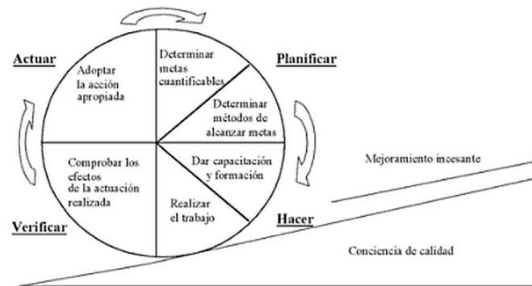 Actuar
Adoptar
la acción
apropiada
Determinar
metas
cuantificables
Planificar
Determinar
métodos de
alcanzar metas
Comprobar los
efectos
de la actuación
realizada
Dar capacitación
y formación
Realizar
el trabajo
Verificar
Hacer
Mejoramiento incesante
Conciencia de calidad